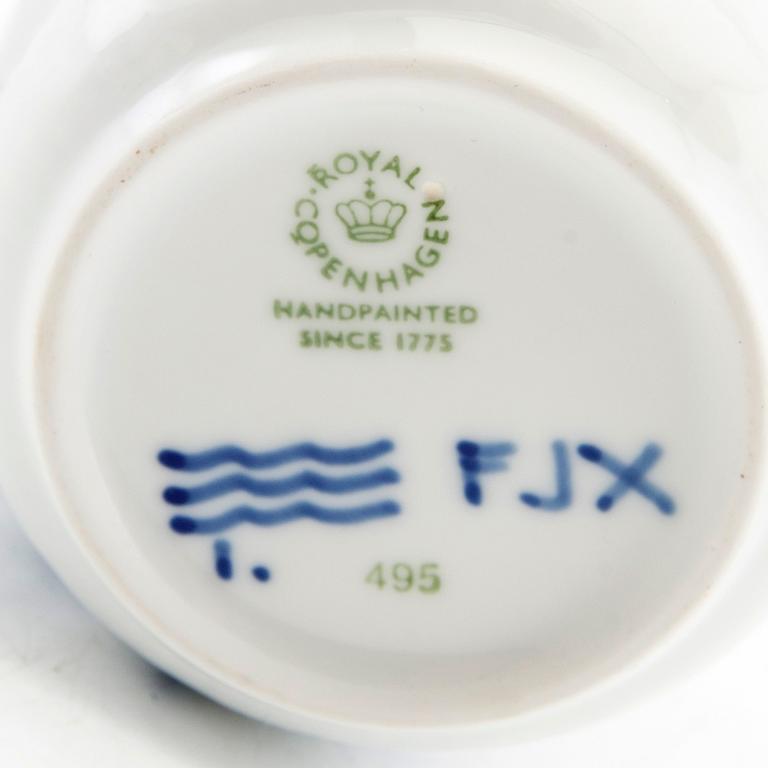 ROYAL
COPENHAGEN
HANDPAINTED
SINCE 1775
FJX
1.
495